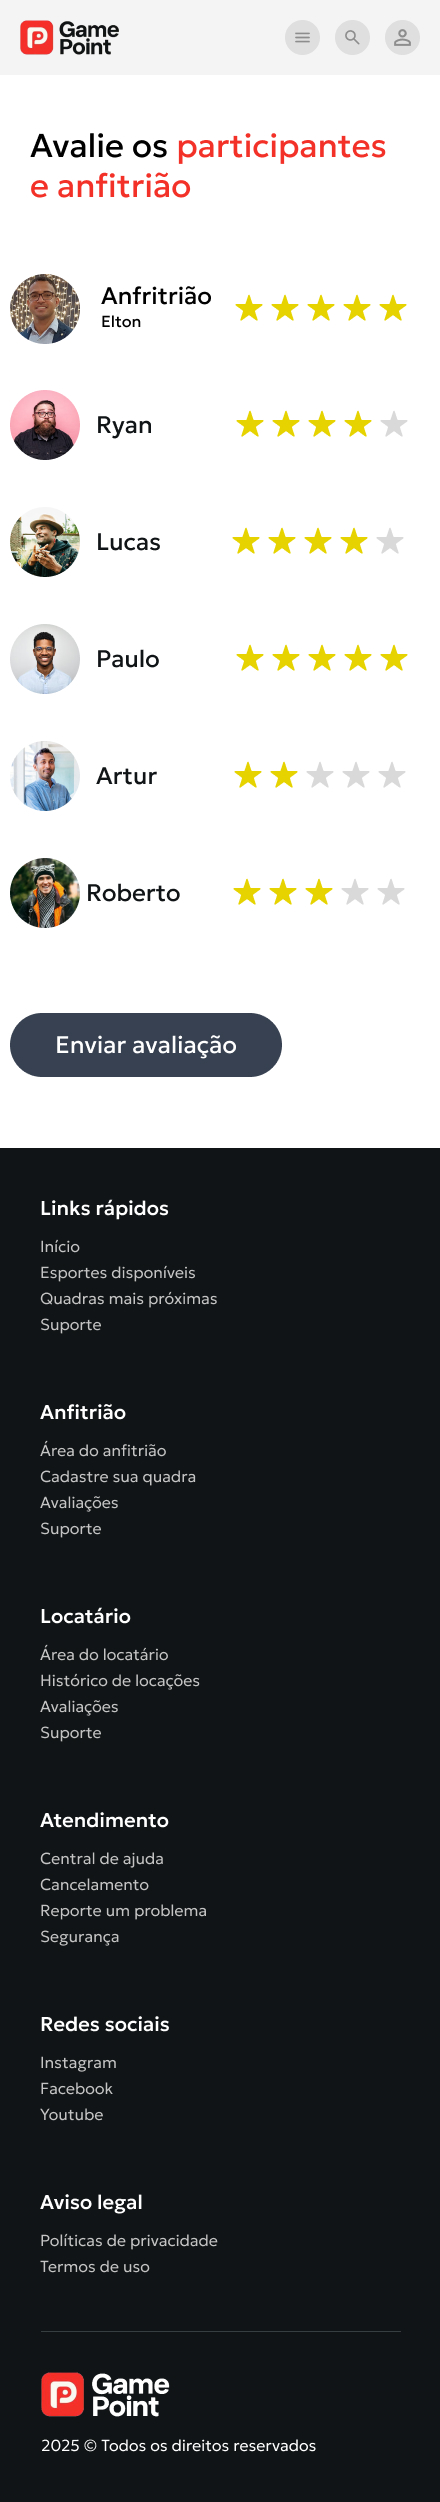 Game
Point
Avalie os participantes
e anfitrião
Anfritrião
Elton
Ryan
Lucas
Paulo
Artur
Roberto
Enviar avaliação
Links rápidos
Início
Esportes disponíveis
Quadras mais próximas
Suporte
Anfitrião
Área do anfitrião
Cadastre sua quadra
Avaliações
Suporte
Locatário
Área do locatário
Histórico de locações
Avaliações
Suporte
Atendimento
Central de ajuda
Cancelamento
Reporte um problema
Segurança
Redes sociais
Instagram
Facebook
Youtube
Aviso legal
Políticas de privacidade
Termos de uso
Game
Point
2025 © Todos os direitos reservados